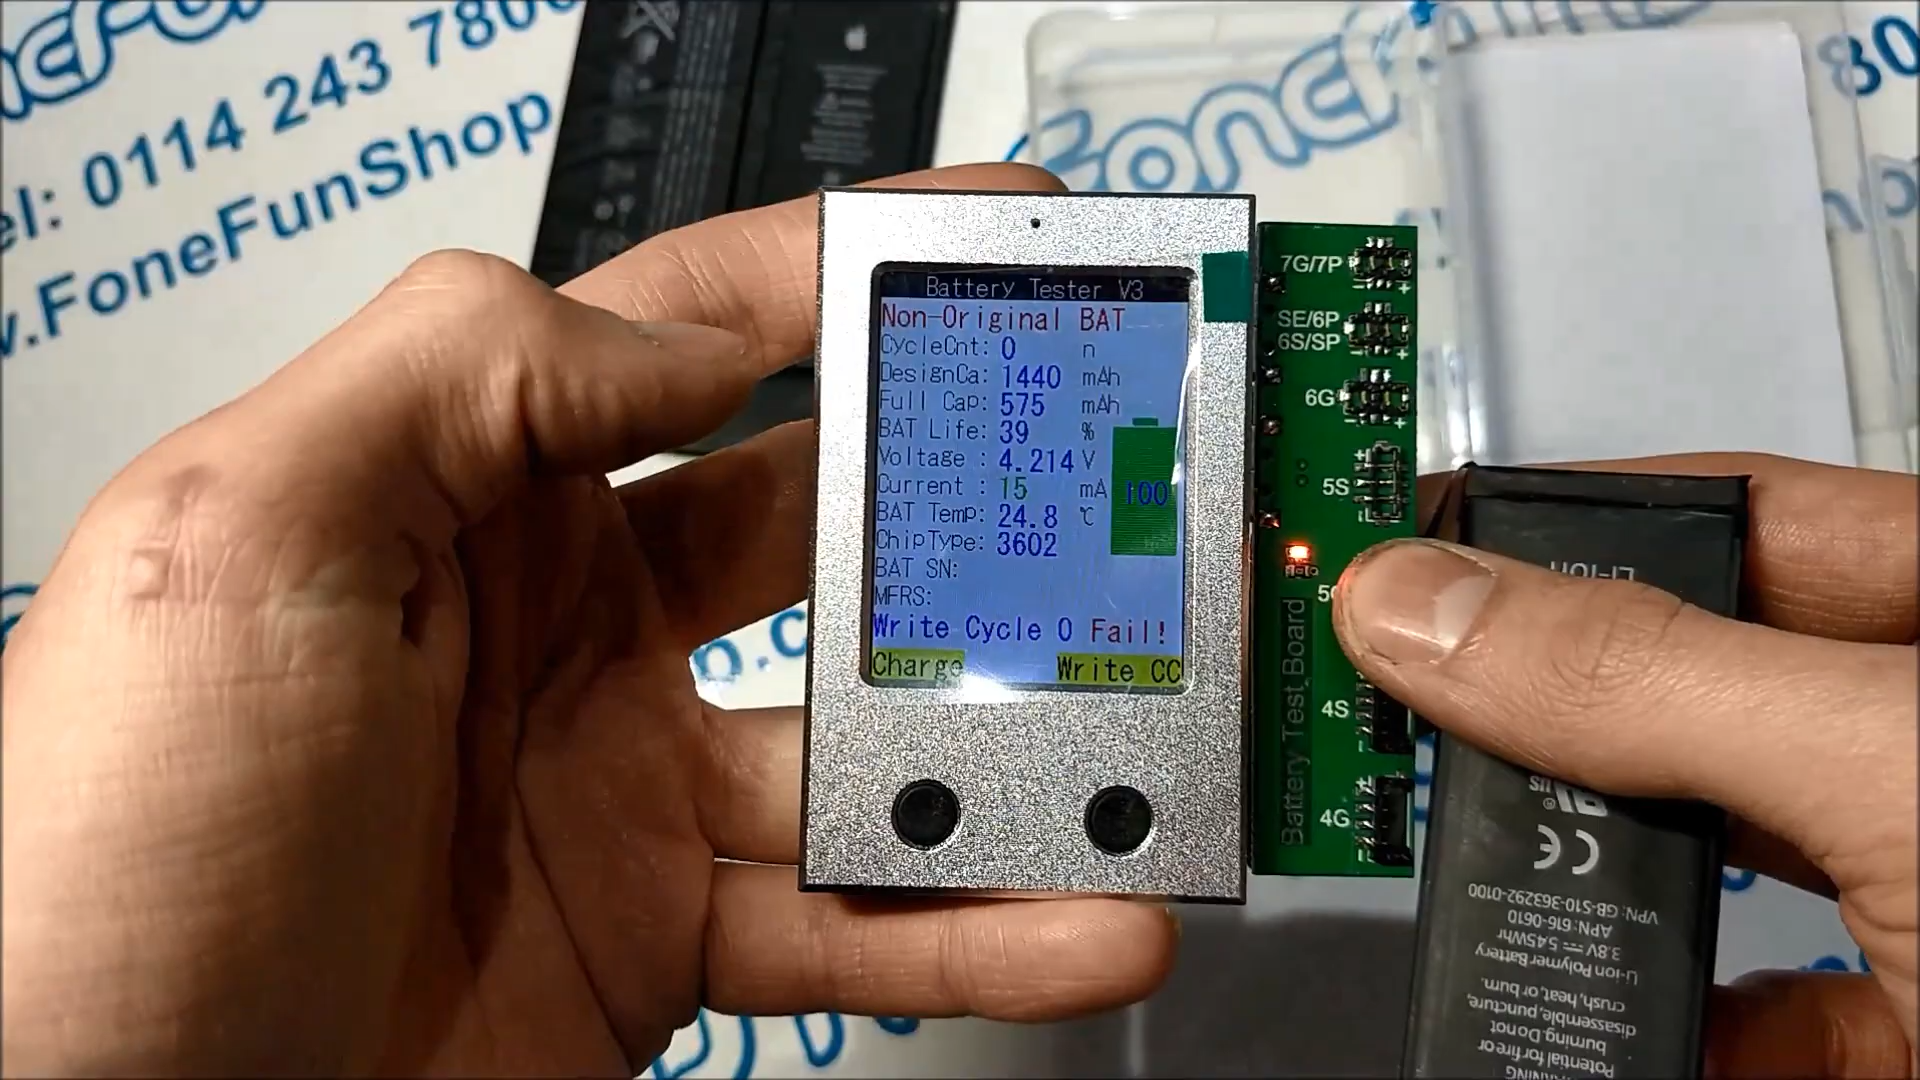 el: 0114 243 780
w.FoneFunShop
Battery Tester V3
Non-Original BAT
CycleCnt: 0 n
DesignCa: 1440 mAh
Full Cap: 575 mAh
BAT Life: 39 %
Voltage : 4.214 V
Current : 15 mA
100
BAT Temp: 24.8 ℃
ChipType: 3602
BAT SN:
MFRS:
Write Cycle 0 Fail!
Charge Write CC
7G/7P
SE/6P
6S/SP
6G
5S
4S
4G
Battery Test Board
80
Li-ion
CE
VPN: GB-S10-363292-0100
APN: 616-0610
3.8V 5.45Whr
Li-ion Polymer Battery
crush, heat, or burn.
disassemble, puncture,
burning. Do not
Potential for fire or
WARNING